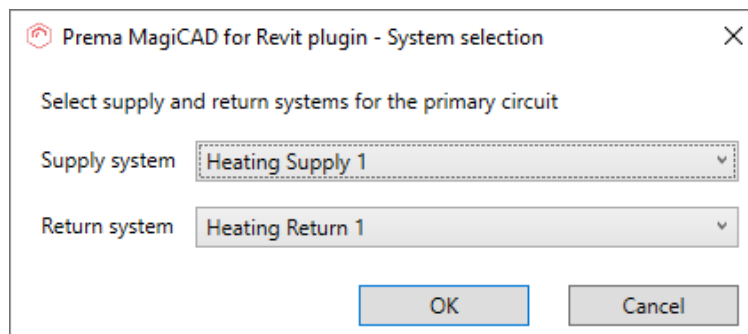 Prema MagiCAD for Revit plugin - System selection
Select supply and return systems for the primary circuit
Supply system Heating Supply 1
Return system Heating Return 1
OK Cancel